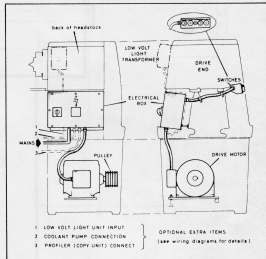 back of headstock
LOW VOLT
LIGHT
TRANSFORMER
DRIVE
END
SWITCHES
ELECTRICAL
BOX
1
2
MAINS
3
PULLEY
DRIVE MOTOR
1 LOW VOLT LIGHT UNIT INPUT
2 COOLANT PUMP CONNECTION
3 PROFILER (COPY UNIT) CONNECT
OPTIONAL EXTRA ITEMS
(see wiring diagrams for details)